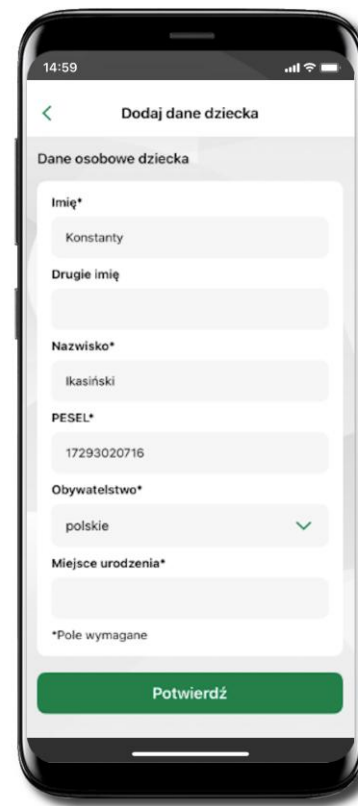 14:59
Dodaj dane dziecka
Dane osobowe dziecka
Imię*
Konstanty
Drugie imię
Nazwisko*
Ikasiński
PESEL*
17293020716
Obywatelstwo*
polskie
Miejsce urodzenia*
*Pole wymagane
Potwierdź